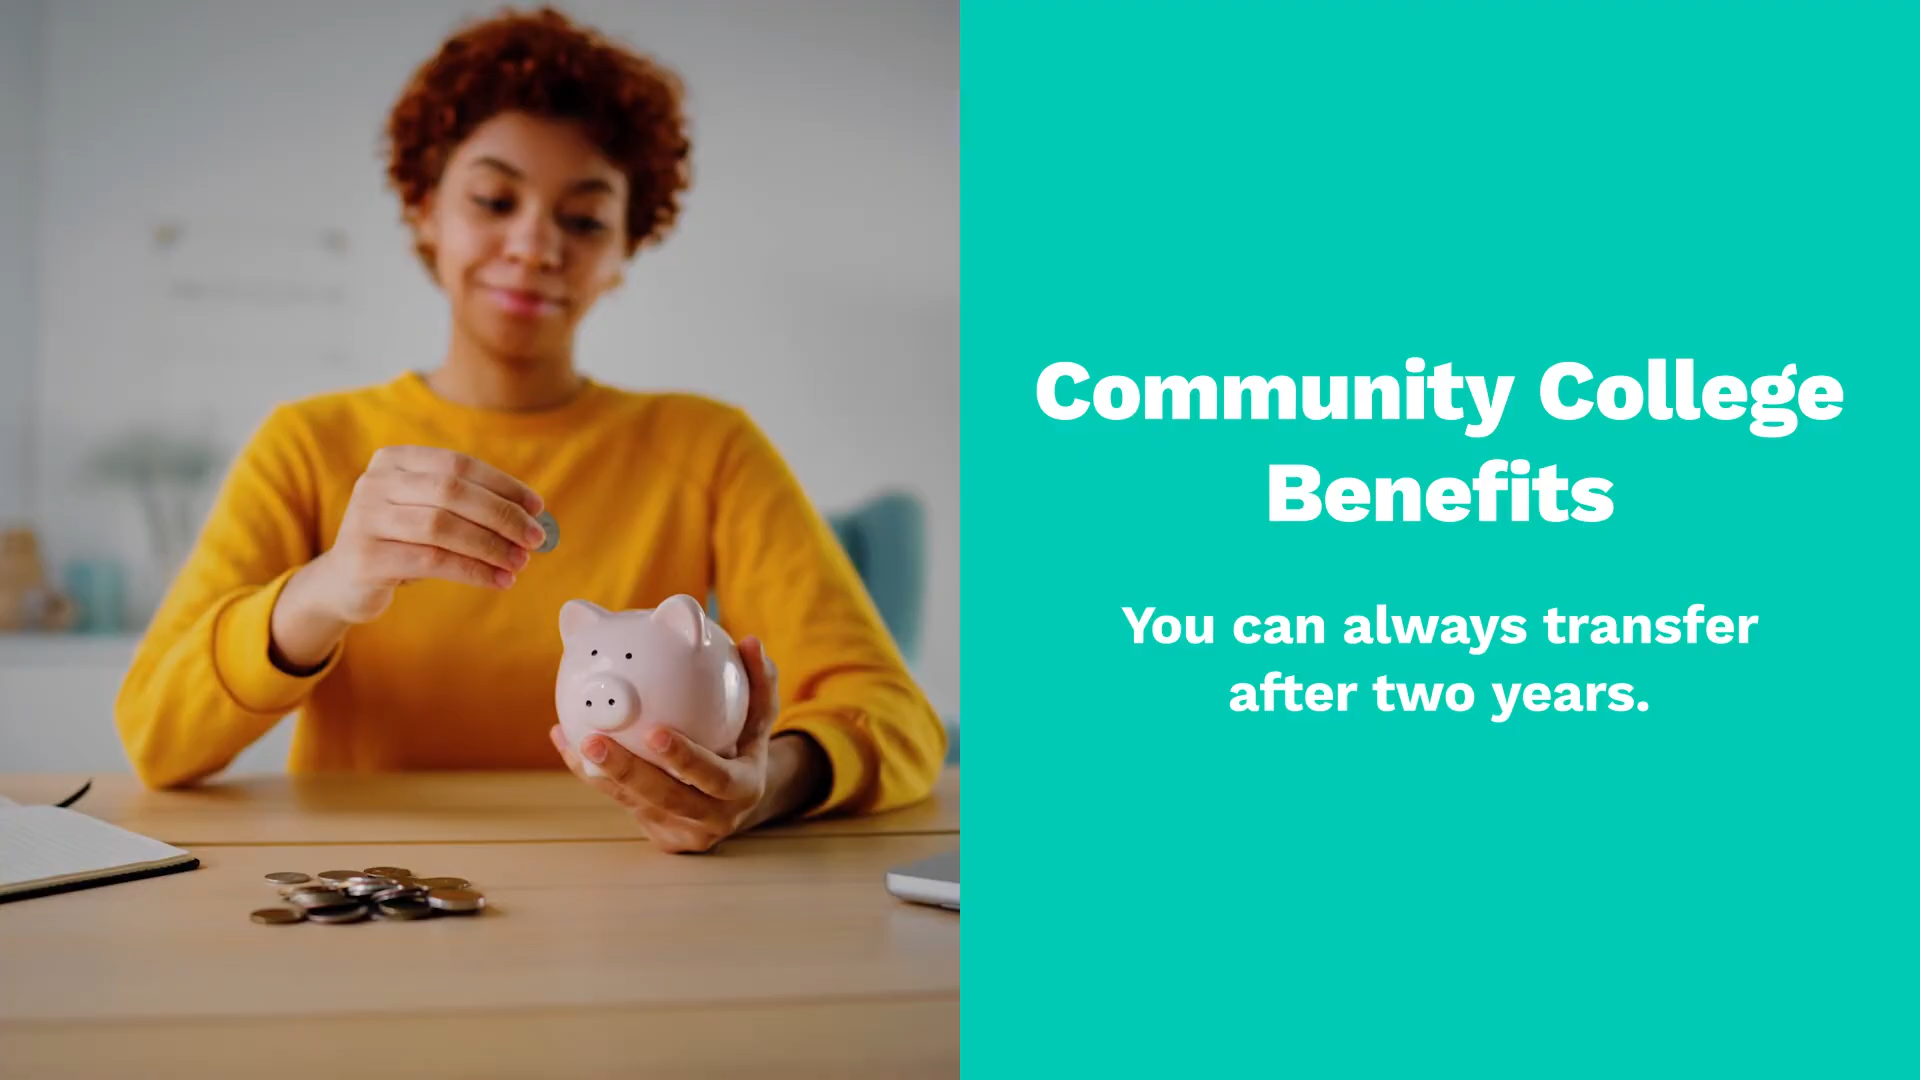 Community College
Benefits
You can always transfer
after two years.